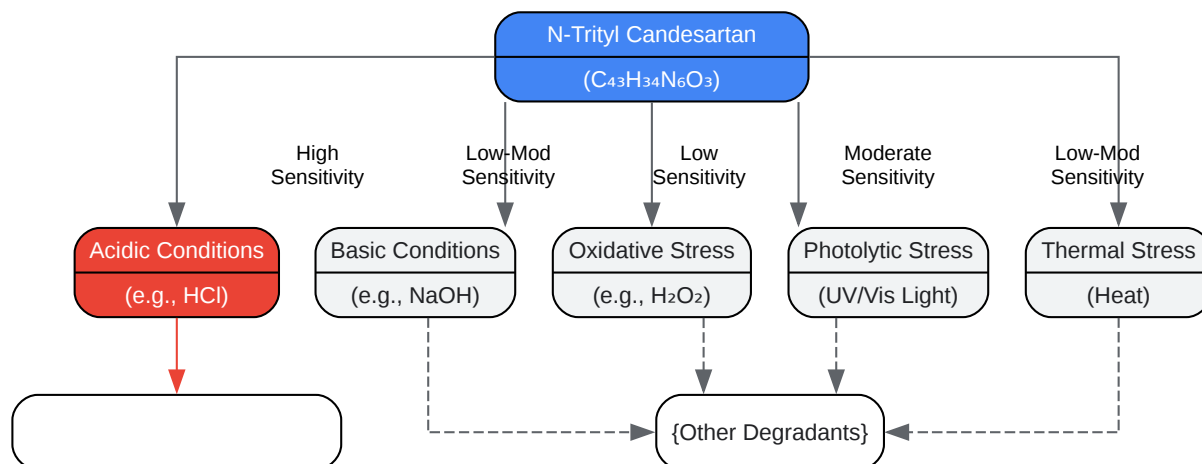 N-Trityl Candesartan
(C₄₃H₃₄N₆O₃)
High
Sensitivity
Low-Mod
Sensitivity
Low
Sensitivity
Moderate
Sensitivity
Low-Mod
Sensitivity
Acidic Conditions
(e.g., HCl)
Basic Conditions
(e.g., NaOH)
Oxidative Stress
(e.g., H₂O₂)
Photolytic Stress
(UV/Vis Light)
Thermal Stress
(Heat)
{Other Degradants}